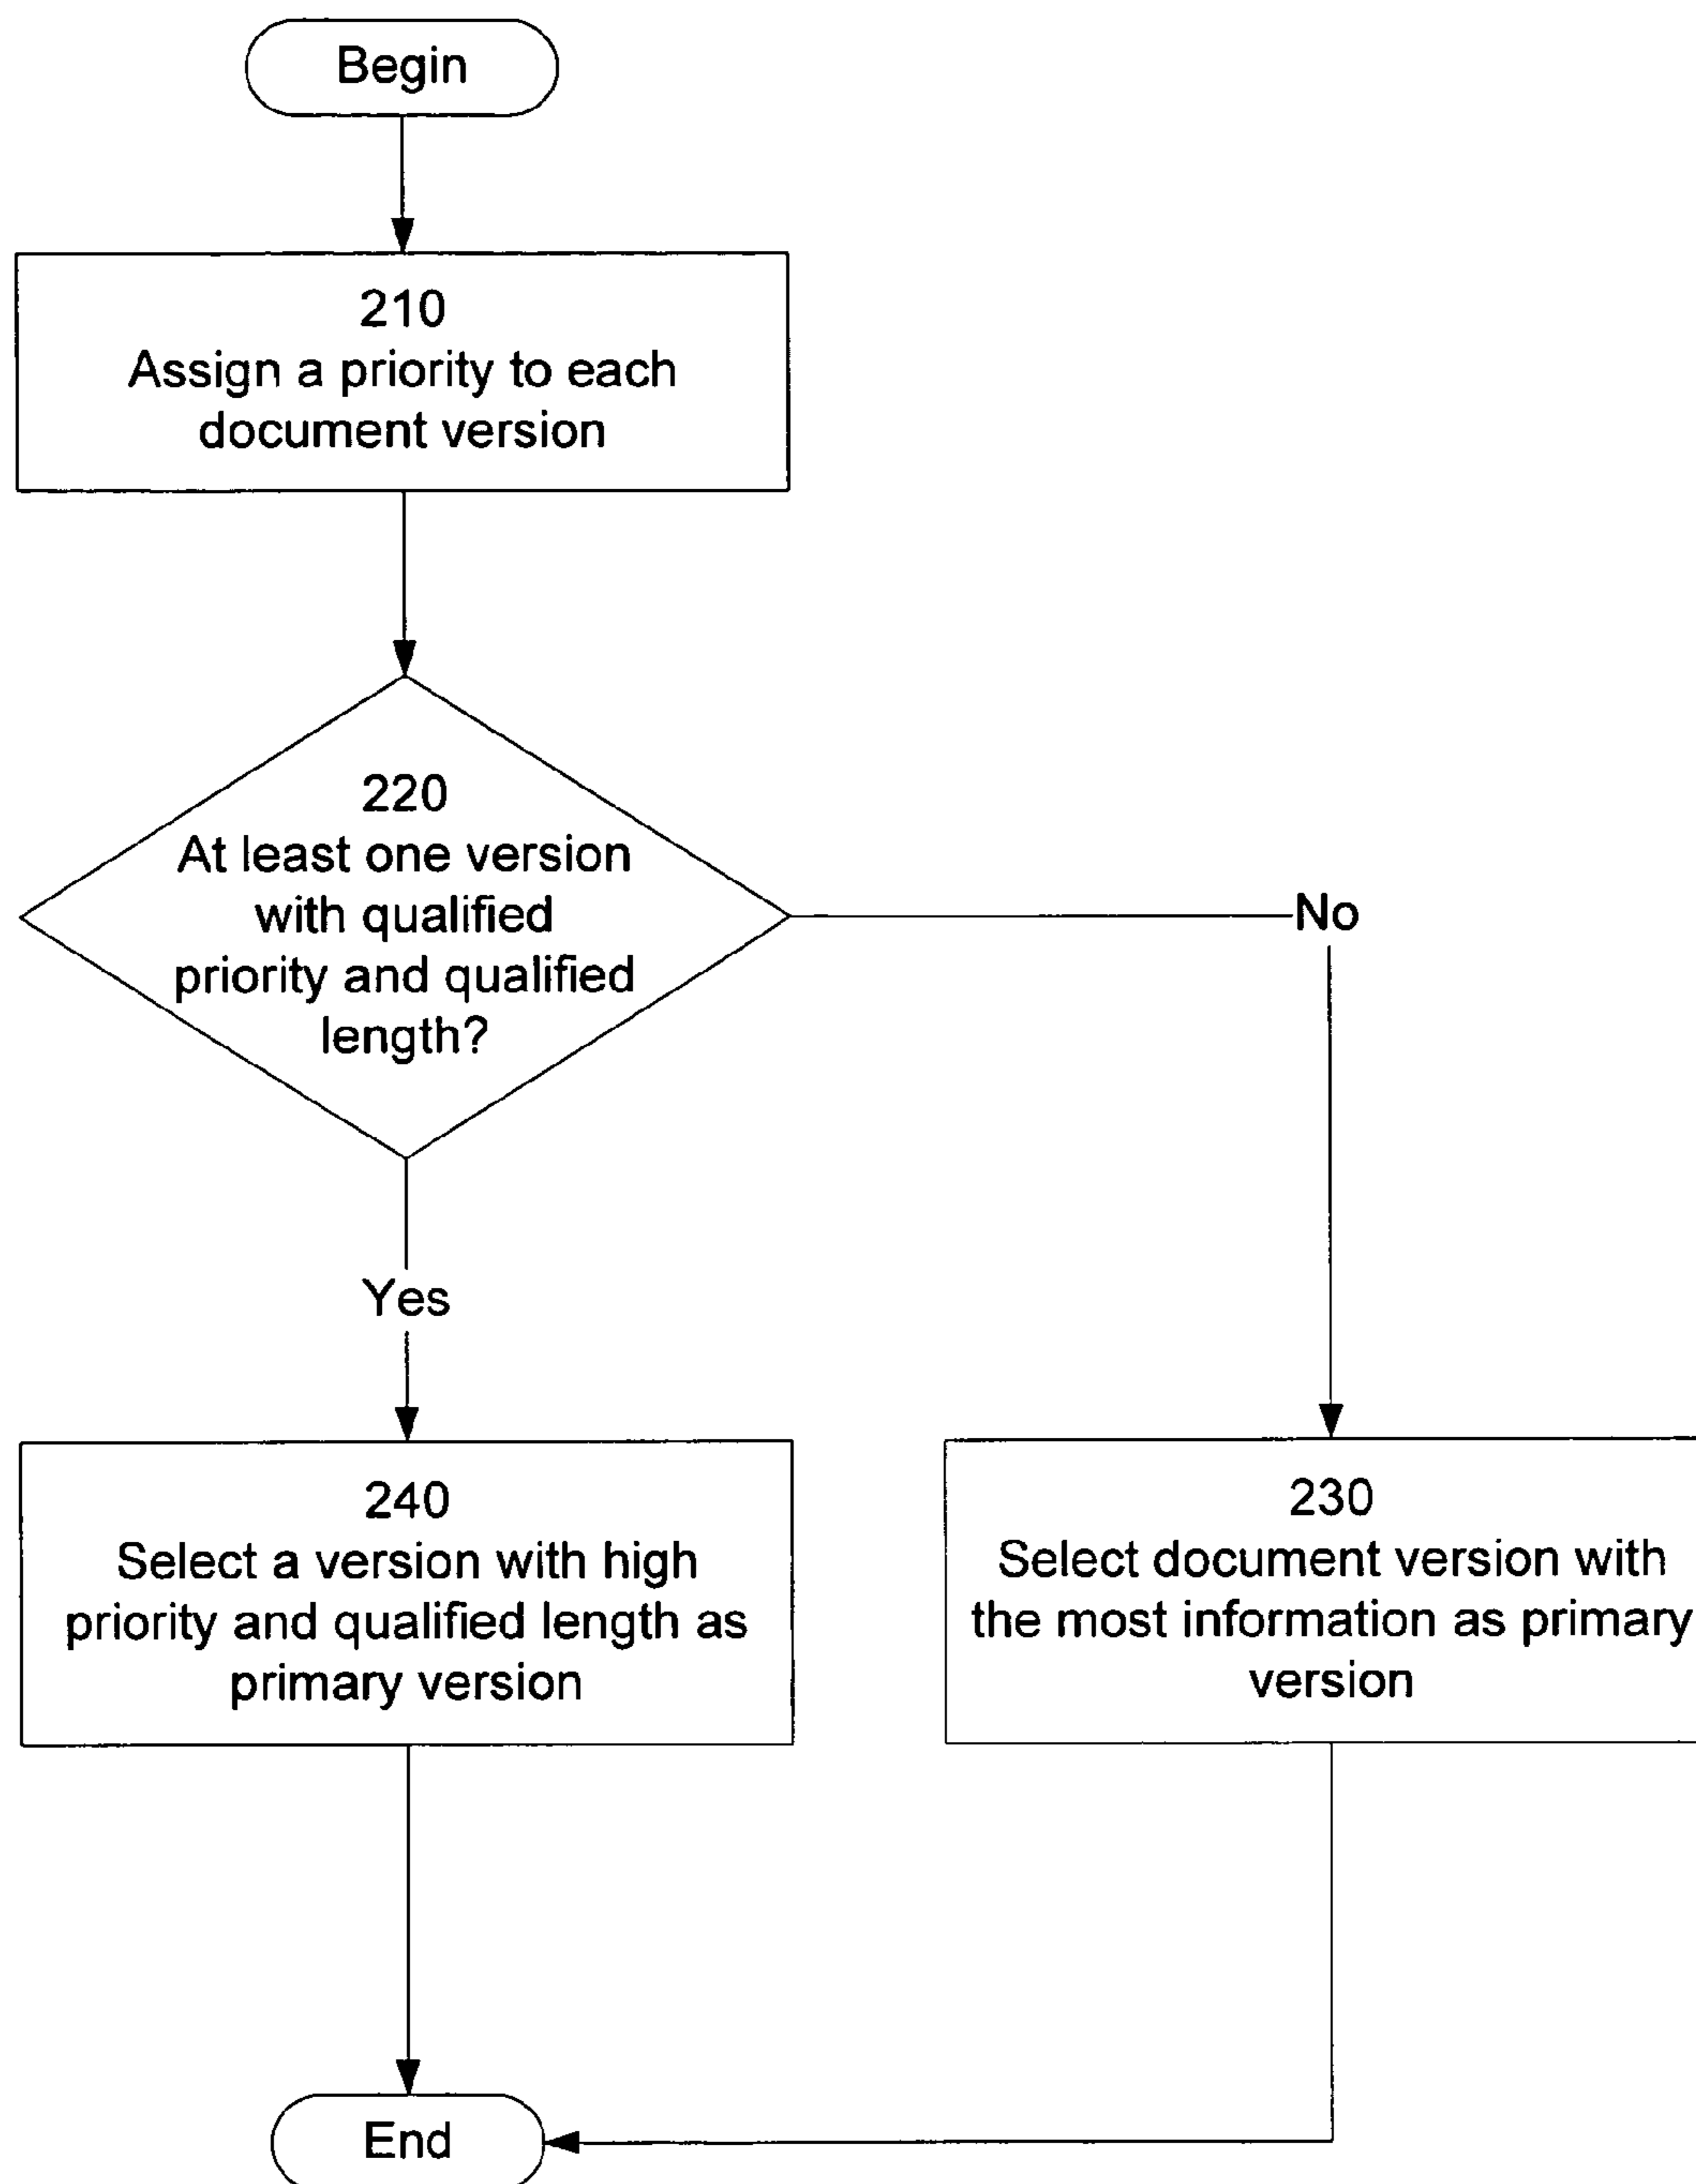 Begin
210
Assign a priority to each
document version
220
At least one version
with qualified
priority and qualified
length?
No
Yes
240
Select a version with high
priority and qualified length as
primary version
230
Select document version with
the most information as primary
version
End